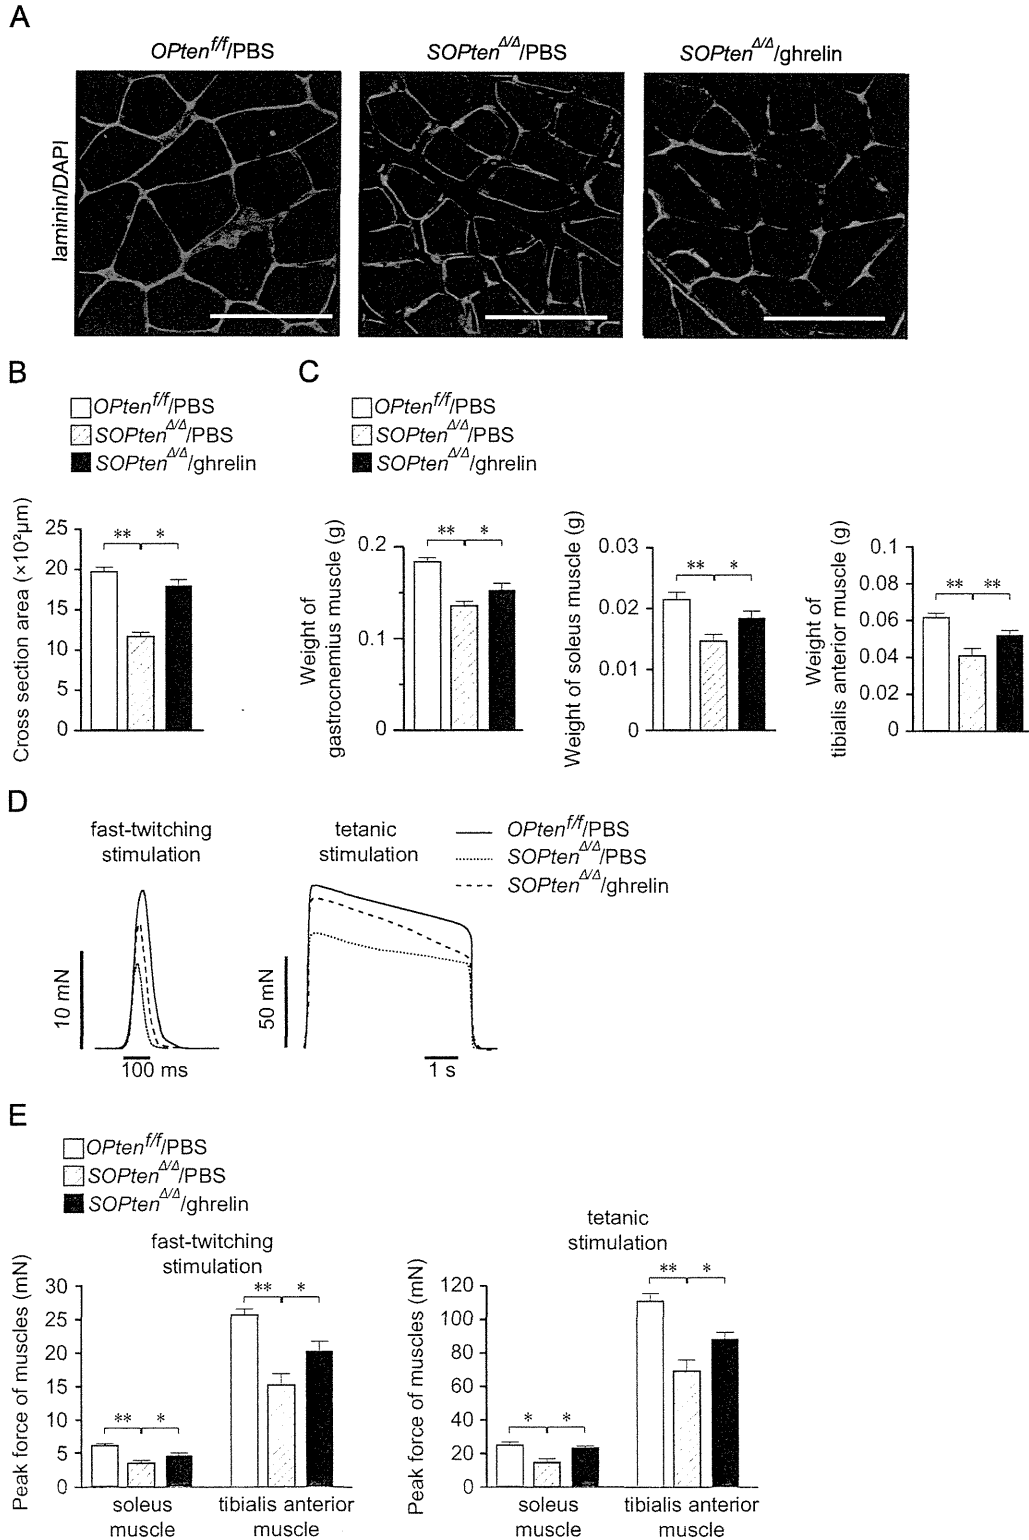 A
OPten^f/f/PBS
SOPten^Δ/Δ/PBS
SOPten^Δ/Δ/ghrelin
laminin/DAPI
B
OPten^f/f/PBS
SOPten^Δ/Δ/PBS
SOPten^Δ/Δ/ghrelin
Cross section area (×10²μm)
25
20
15
10
5
0
** *
C
OPten^f/f/PBS
SOPten^Δ/Δ/PBS
SOPten^Δ/Δ/ghrelin
Weight of
gastrocnemius muscle (g)
0.2
0.1
0
** *
Weight of soleus muscle (g)
0.03
0.02
0.01
0
** *
Weight of
tibialis anterior muscle (g)
0.1
0.08
0.06
0.04
0.02
0
** **
D
fast-twitching
stimulation
10 mN
100 ms
tetanic
stimulation
50 mN
1 s
OPten^f/f/PBS
SOPten^Δ/Δ/PBS
SOPten^Δ/Δ/ghrelin
E
OPten^f/f/PBS
SOPten^Δ/Δ/PBS
SOPten^Δ/Δ/ghrelin
fast-twitching
stimulation
Peak force of muscles (mN)
30
25
20
15
10
5
0
** *
** *
soleus
muscle
tibialis anterior
muscle
tetanic
stimulation
Peak force of muscles (mN)
120
100
80
60
40
20
0
* *
** *
soleus
muscle
tibialis anterior
muscle